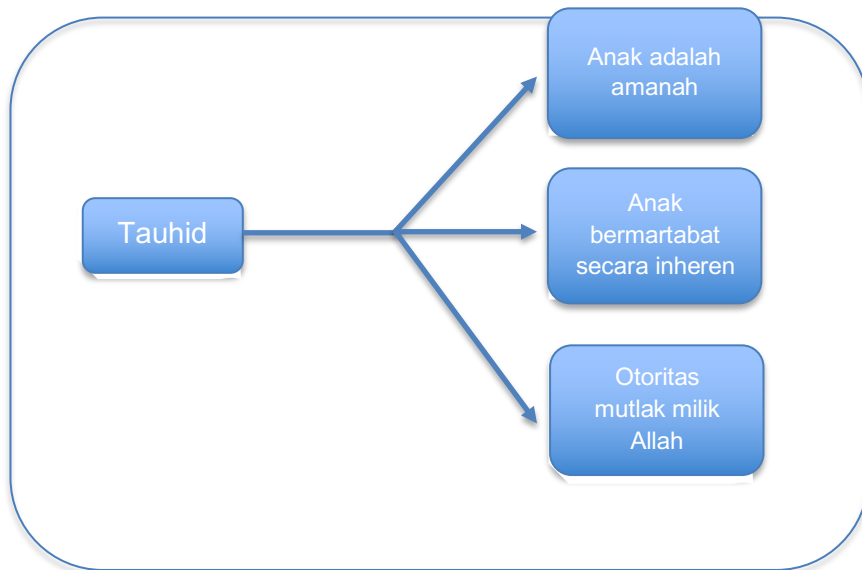 Tauhid
Anak adalah
amanah
Anak
bermartabat
secara inheren
Otoritas
mutlak milik
Allah